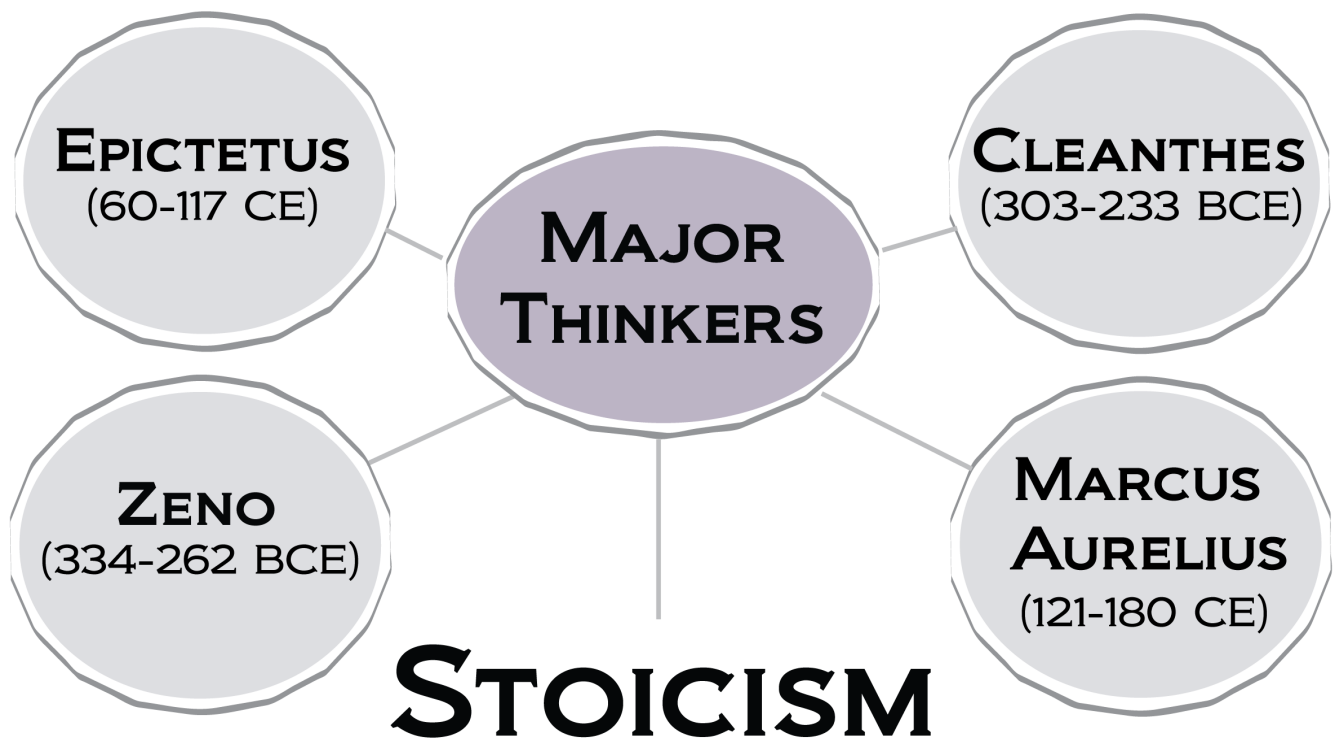 Epictetus
(60-117 CE)
Cleanthes
(303-233 BCE)
Major
Thinkers
Zeno
(334-262 BCE)
Marcus
Aurelius
(121-180 CE)
Stoicism